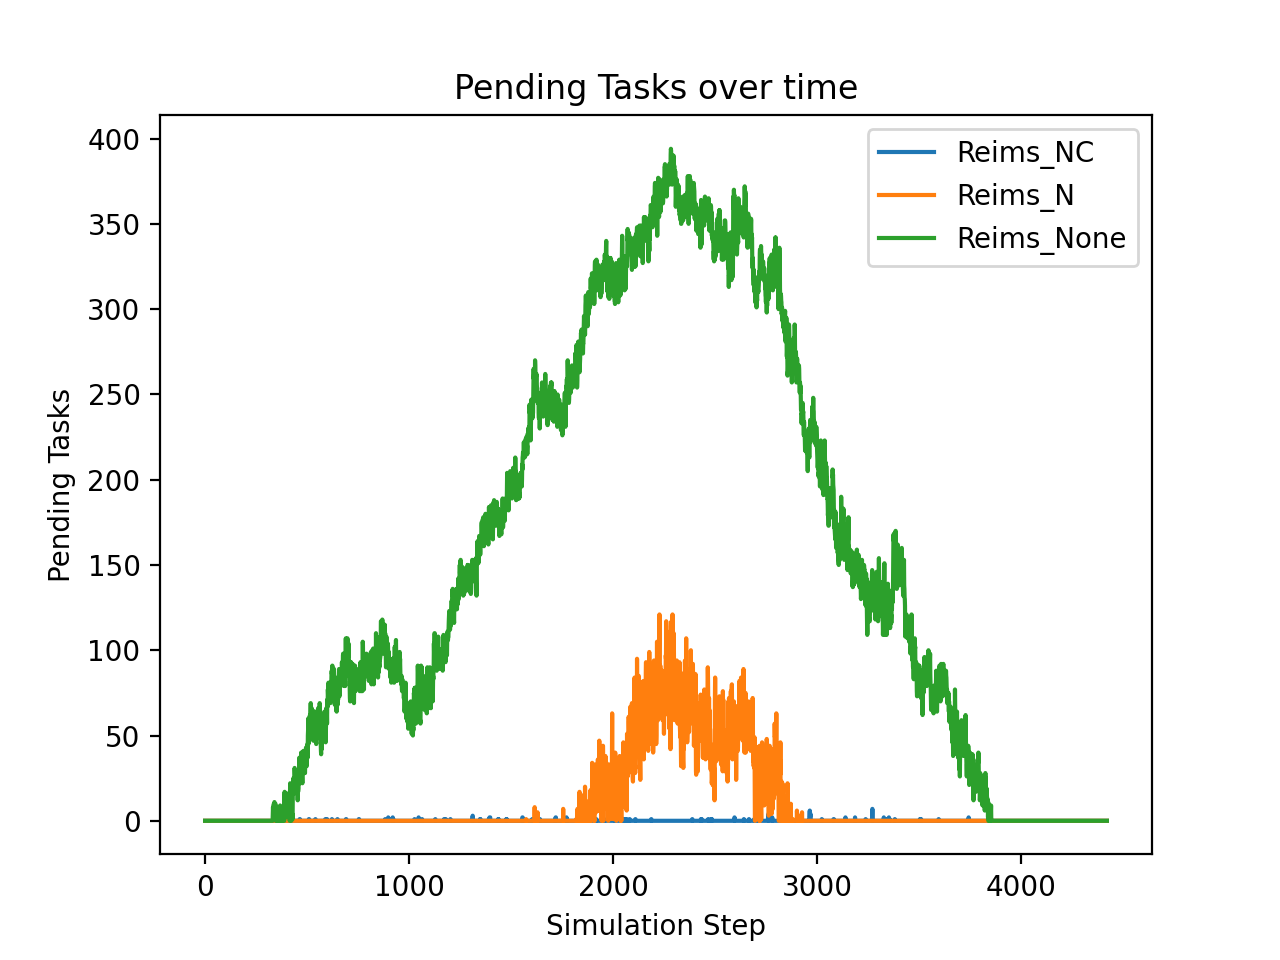 Pending Tasks over time
Reims_NC
Reims_N
Reims_None
Pending Tasks
400
350
300
250
200
150
100
50
0
0 1000 2000 3000 4000
Simulation Step